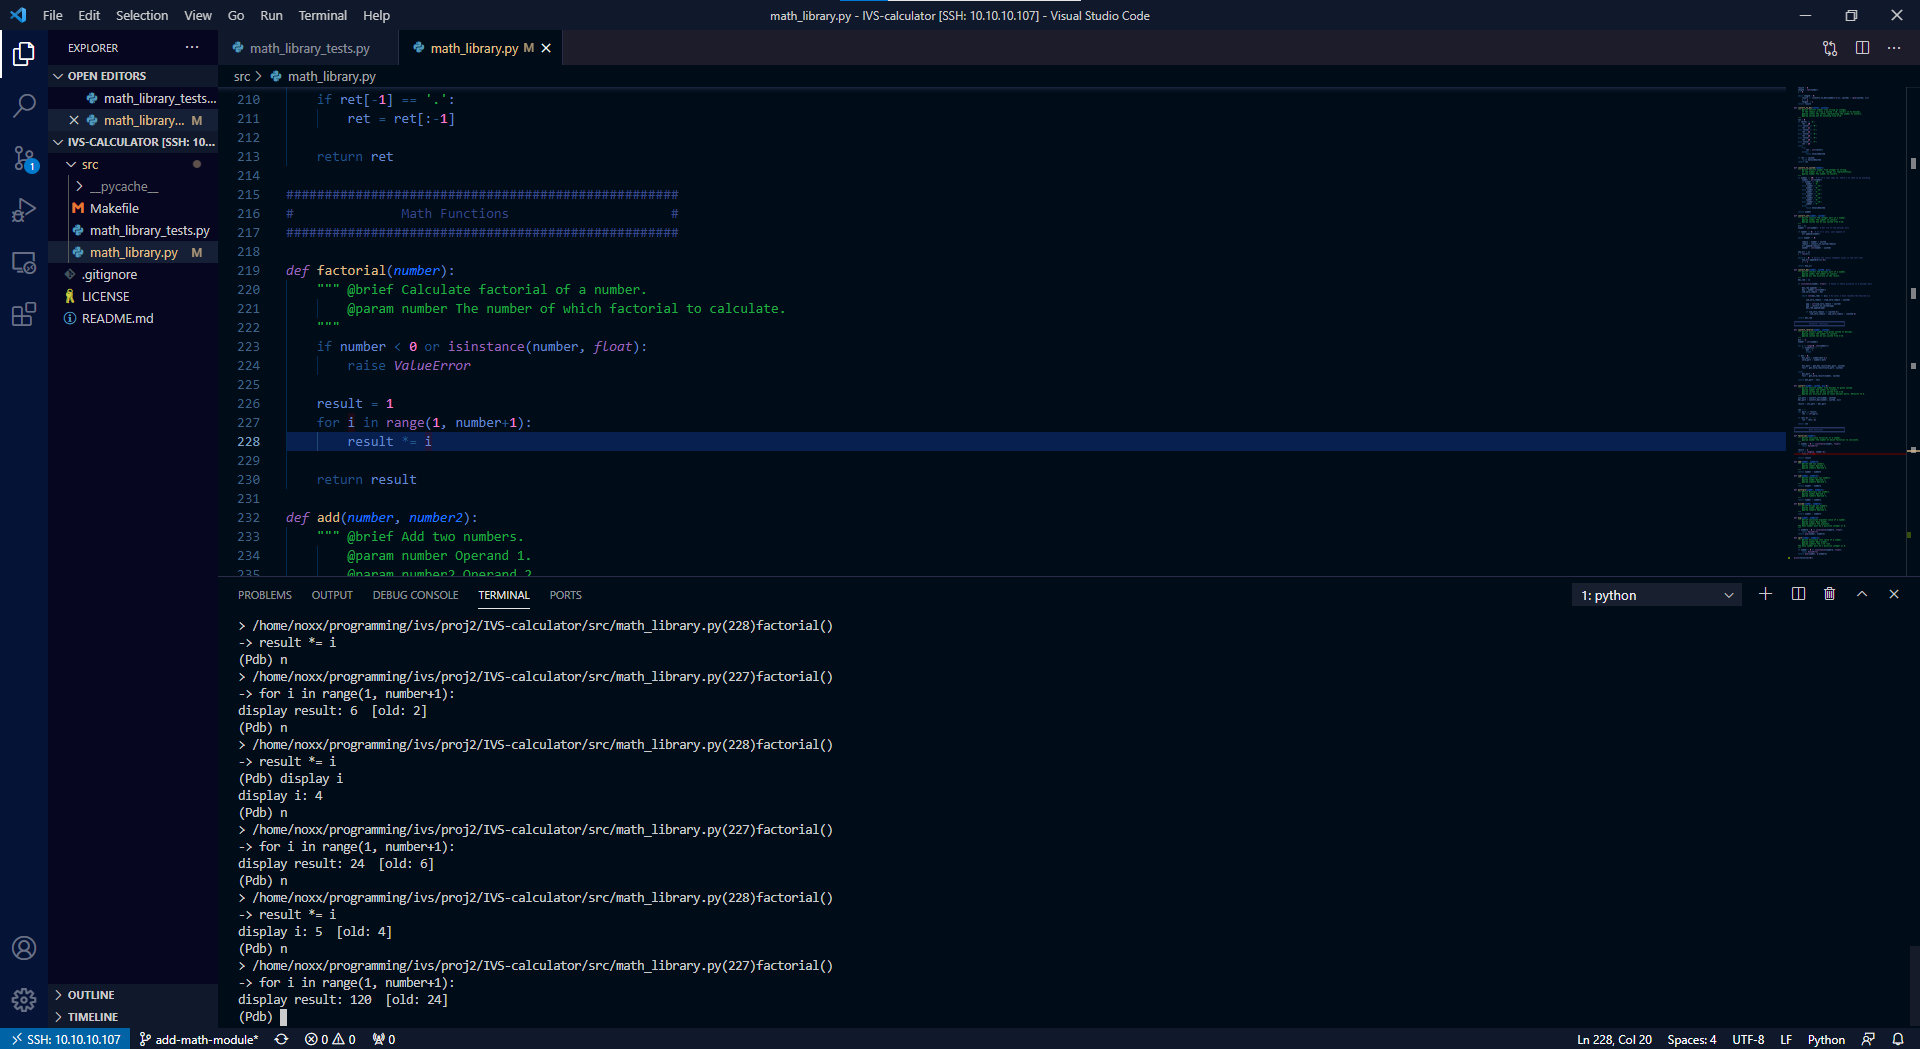 File Edit Selection View Go Run Terminal Help
math_library.py - IVS-calculator [SSH: 10.10.10.107] - Visual Studio Code
EXPLORER
OPEN EDITORS
math_library_tests...
math_library... M
IVS-CALCULATOR [SSH: 10...
src
__pycache__
Makefile
math_library_tests.py
math_library.py M
.gitignore
LICENSE
README.md
OUTLINE
TIMELINE
1
math_library_tests.py
math_library.py M
src > math_library.py
210 if ret[-1] == '.':
211 ret = ret[:-1]
212
213 return ret
214
215 ###################################################
216 # Math Functions #
217 ###################################################
218
219 def factorial(number):
220 """ @brief Calculate factorial of a number.
221 @param number The number of which factorial to calculate.
222 """
223 if number < 0 or isinstance(number, float):
224 raise ValueError
225
226 result = 1
227 for i in range(1, number+1):
228 result *= i
229
230 return result
231
232 def add(number, number2):
233 """ @brief Add two numbers.
234 @param number Operand 1.
235 @param number2 Operand 2
PROBLEMS OUTPUT DEBUG CONSOLE TERMINAL PORTS
1: python
> /home/noxx/programming/ivs/proj2/IVS-calculator/src/math_library.py(228)factorial()
-> result *= i
(Pdb) n
> /home/noxx/programming/ivs/proj2/IVS-calculator/src/math_library.py(227)factorial()
-> for i in range(1, number+1):
display result: 6 [old: 2]
(Pdb) n
> /home/noxx/programming/ivs/proj2/IVS-calculator/src/math_library.py(228)factorial()
-> result *= i
(Pdb) display i
display i: 4
(Pdb) n
> /home/noxx/programming/ivs/proj2/IVS-calculator/src/math_library.py(227)factorial()
-> for i in range(1, number+1):
display result: 24 [old: 6]
(Pdb) n
> /home/noxx/programming/ivs/proj2/IVS-calculator/src/math_library.py(228)factorial()
-> result *= i
display i: 5 [old: 4]
(Pdb) n
> /home/noxx/programming/ivs/proj2/IVS-calculator/src/math_library.py(227)factorial()
-> for i in range(1, number+1):
display result: 120 [old: 24]
(Pdb)
SSH: 10.10.10.107 add-math-module* 0 0 0
Ln 228, Col 20 Spaces: 4 UTF-8 LF Python